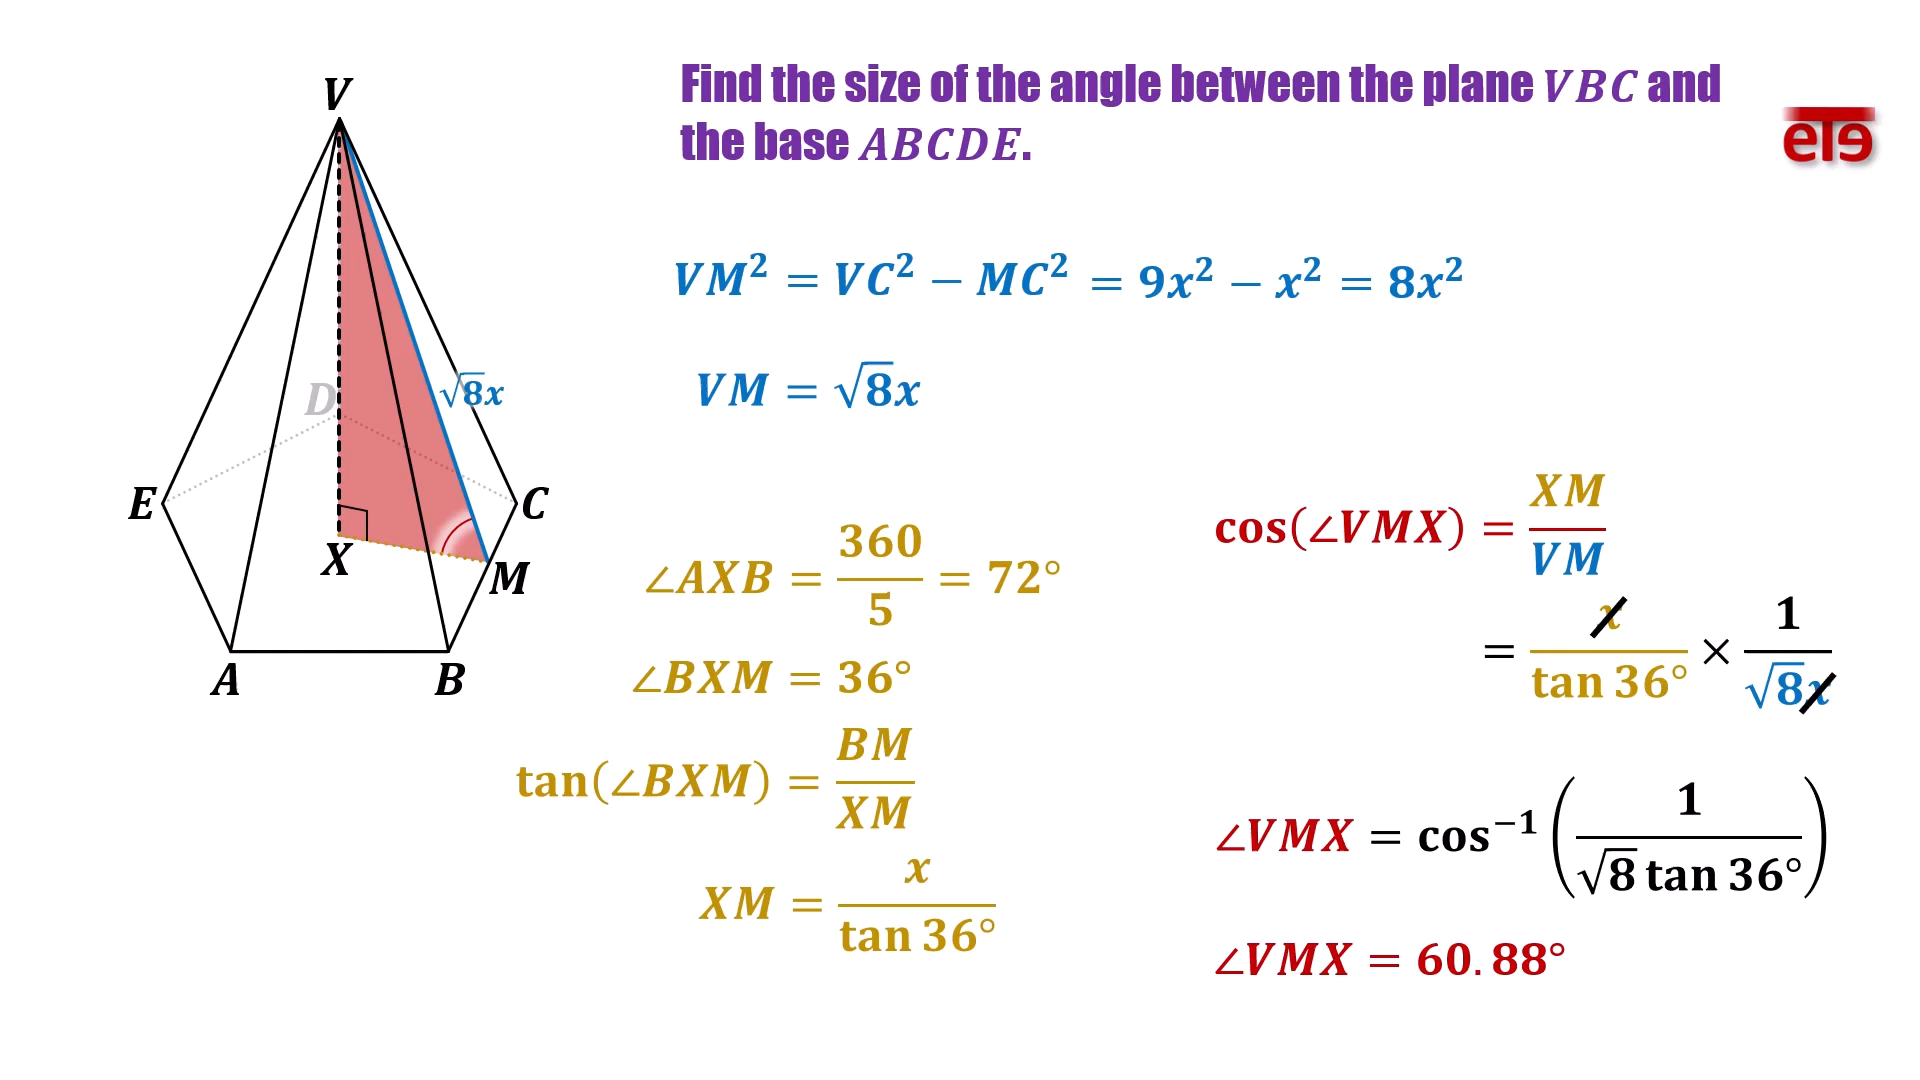 Find the size of the angle between the plane VBC and
the base ABCDE.
eTe
V
D
√8x
E
C
X
M
A
B
VM² = VC² − MC² = 9x² − x² = 8x²
VM = √8x
∠AXB = 360/5 = 72°
∠BXM = 36°
tan(∠BXM) = BM/XM
XM = x/tan 36°
cos(∠VMX) = XM/VM
= x/tan 36° × 1/√8x
∠VMX = cos⁻¹(1/√8 tan 36°)
∠VMX = 60.88°